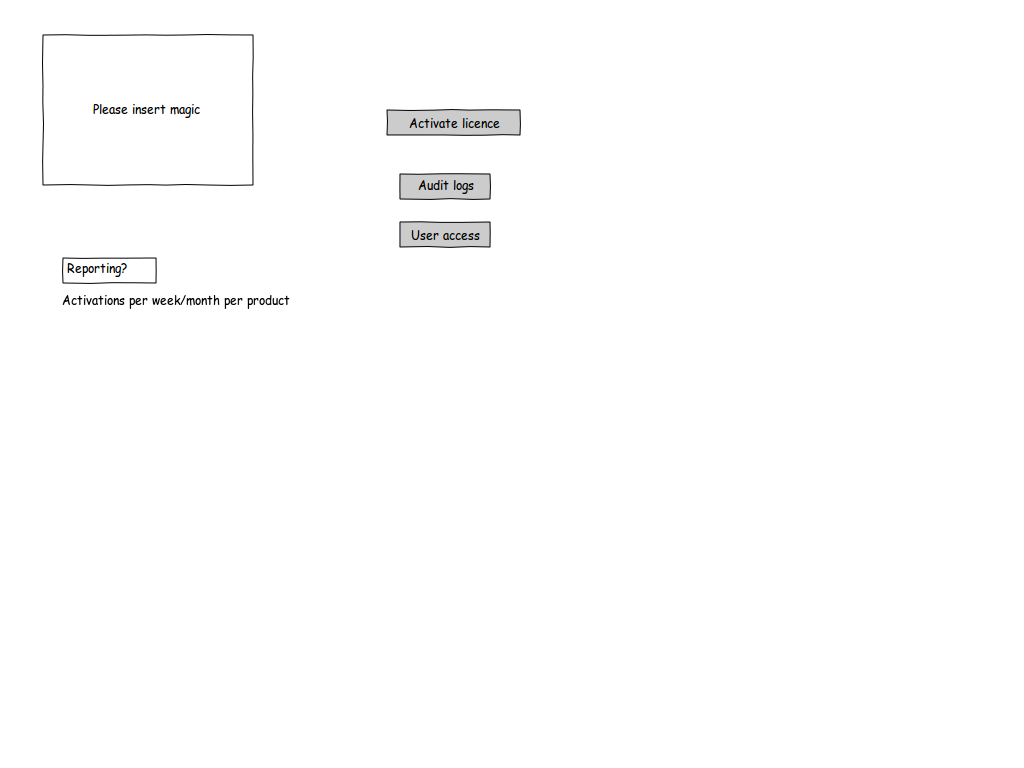 Please insert magic
Activate licence
Audit logs
User access
Reporting?
Activations per week/month per product